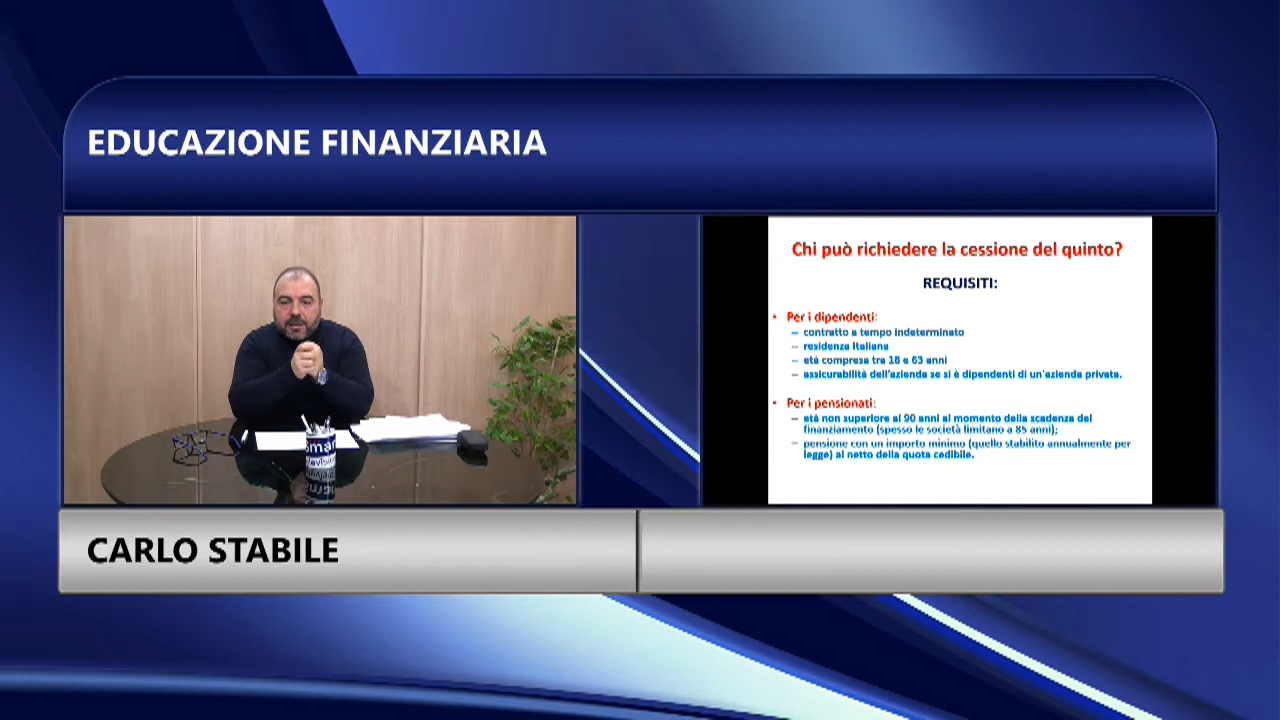 EDUCAZIONE FINANZIARIA
Chi può richiedere la cessione del quinto?
REQUISITI:
• Per i dipendenti:
– contratto a tempo indeterminato
– residenza italiana
– età compresa tra 18 e 63 anni
– assicurabilità dell'azienda se si è dipendenti di un'azienda privata.
• Per i pensionati:
– età non superiore ai 90 anni al momento della scadenza del
finanziamento (spesso le società limitano a 85 anni);
– pensione con un importo minimo (quello stabilito annualmente per
legge) al netto della quota cedibile.
CARLO STABILE